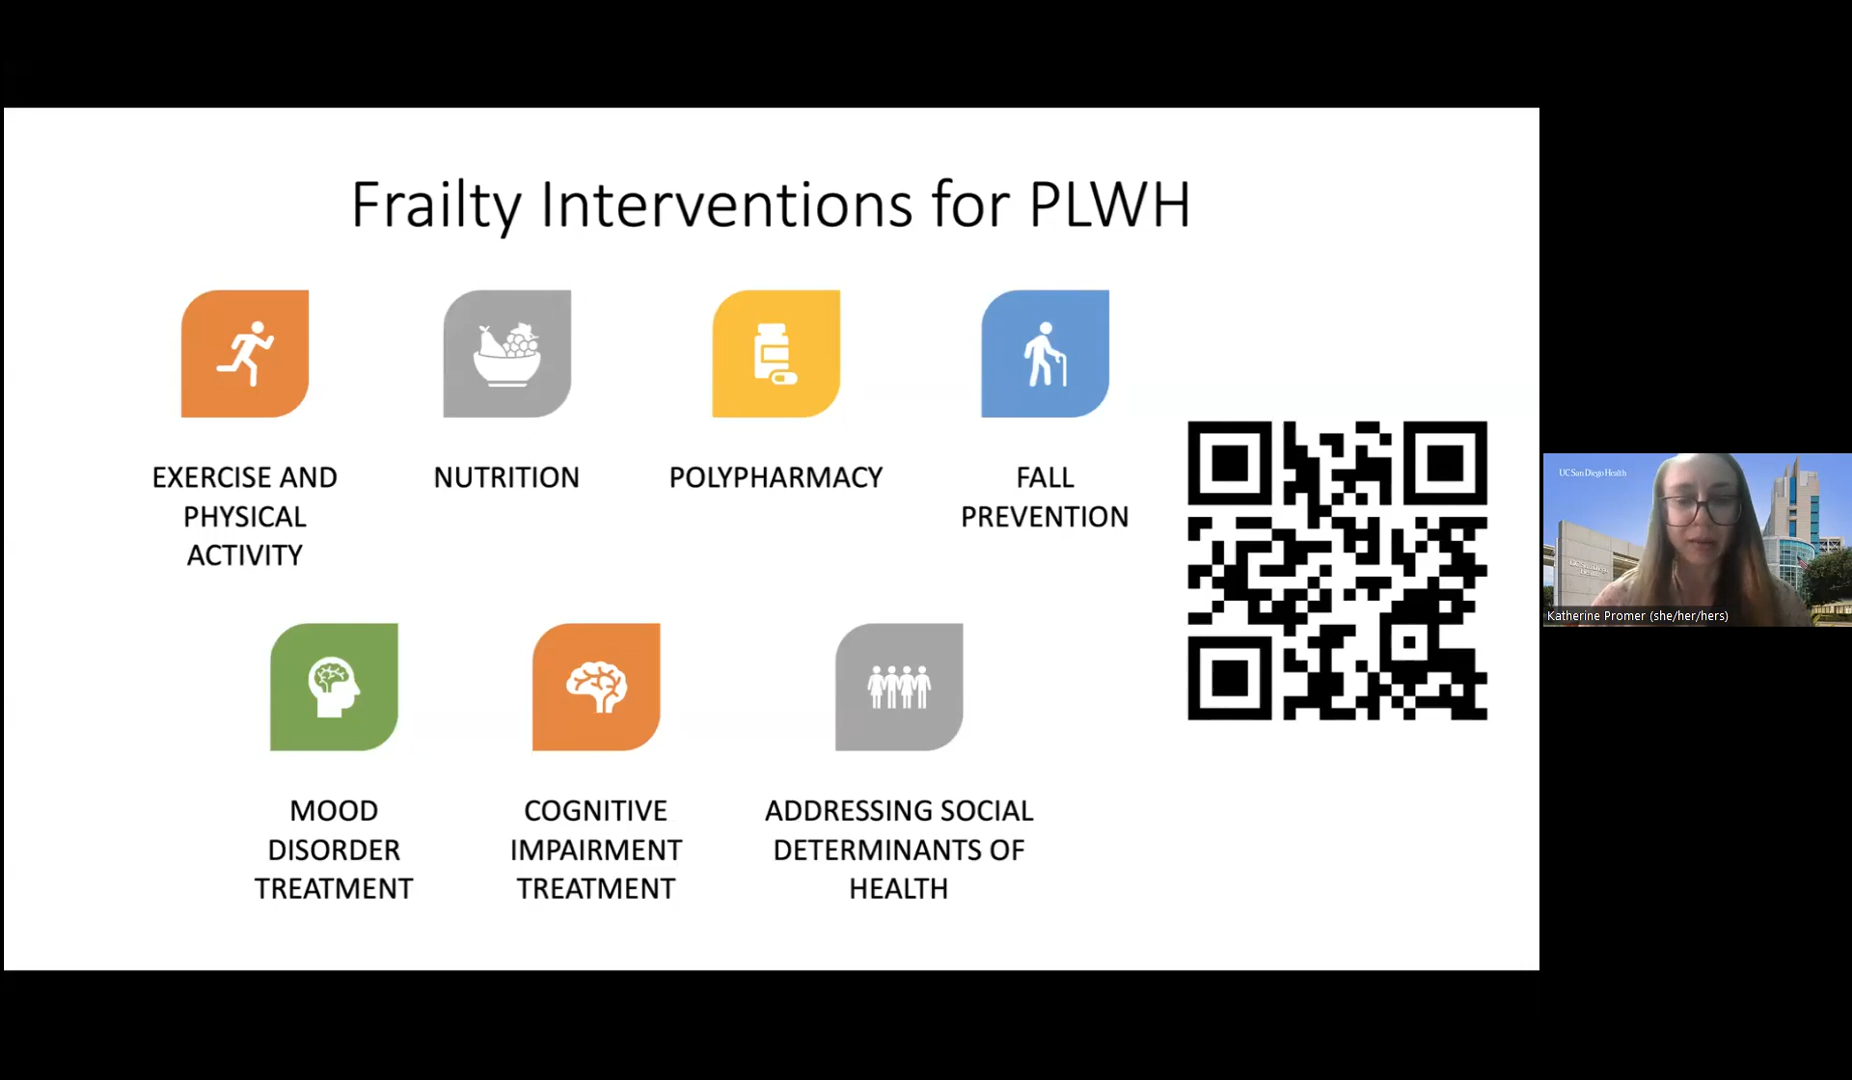 Frailty Interventions for PLWH
EXERCISE AND
PHYSICAL
ACTIVITY
NUTRITION
POLYPHARMACY
FALL
PREVENTION
MOOD
DISORDER
TREATMENT
COGNITIVE
IMPAIRMENT
TREATMENT
ADDRESSING SOCIAL
DETERMINANTS OF
HEALTH
UC San Diego Health
Katherine Promer (she/her/hers)